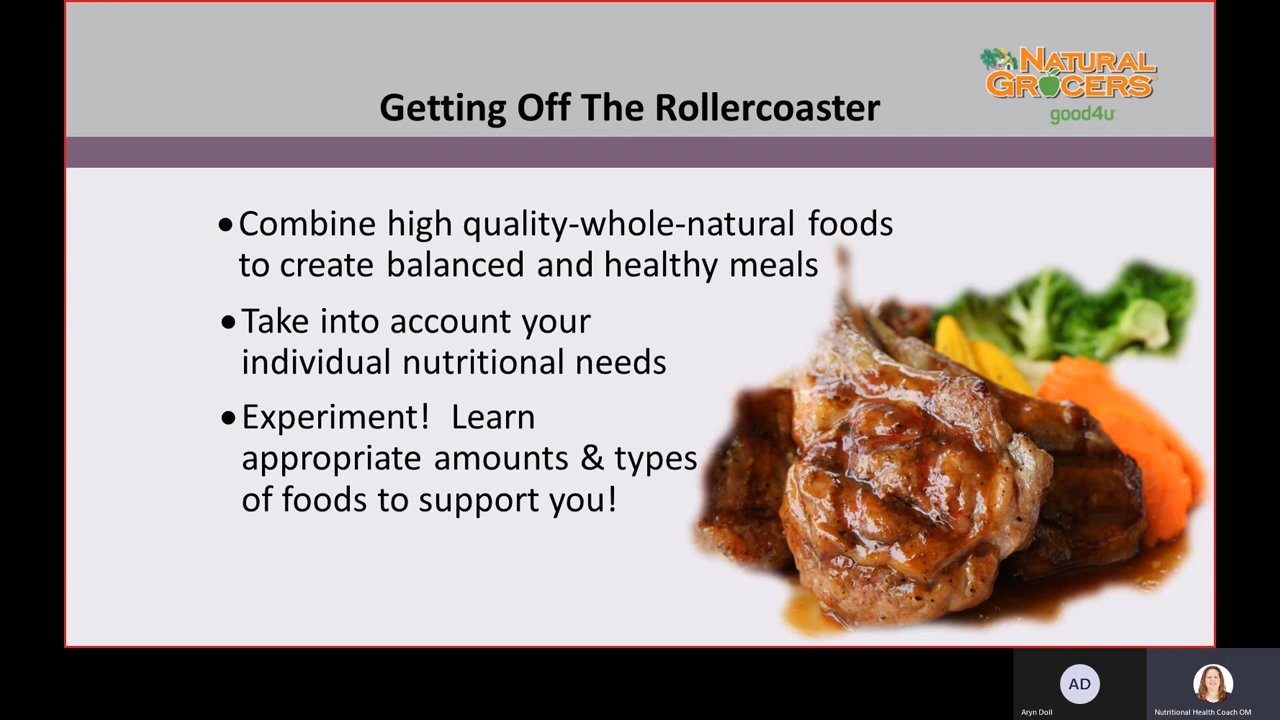 NATURAL
GROCERS
good4u
Getting Off The Rollercoaster
•Combine high quality-whole-natural foods
to create balanced and healthy meals
•Take into account your
individual nutritional needs
•Experiment!  Learn
appropriate amounts & types
of foods to support you!
AD
Aryn Doll
Nutritional Health Coach OM